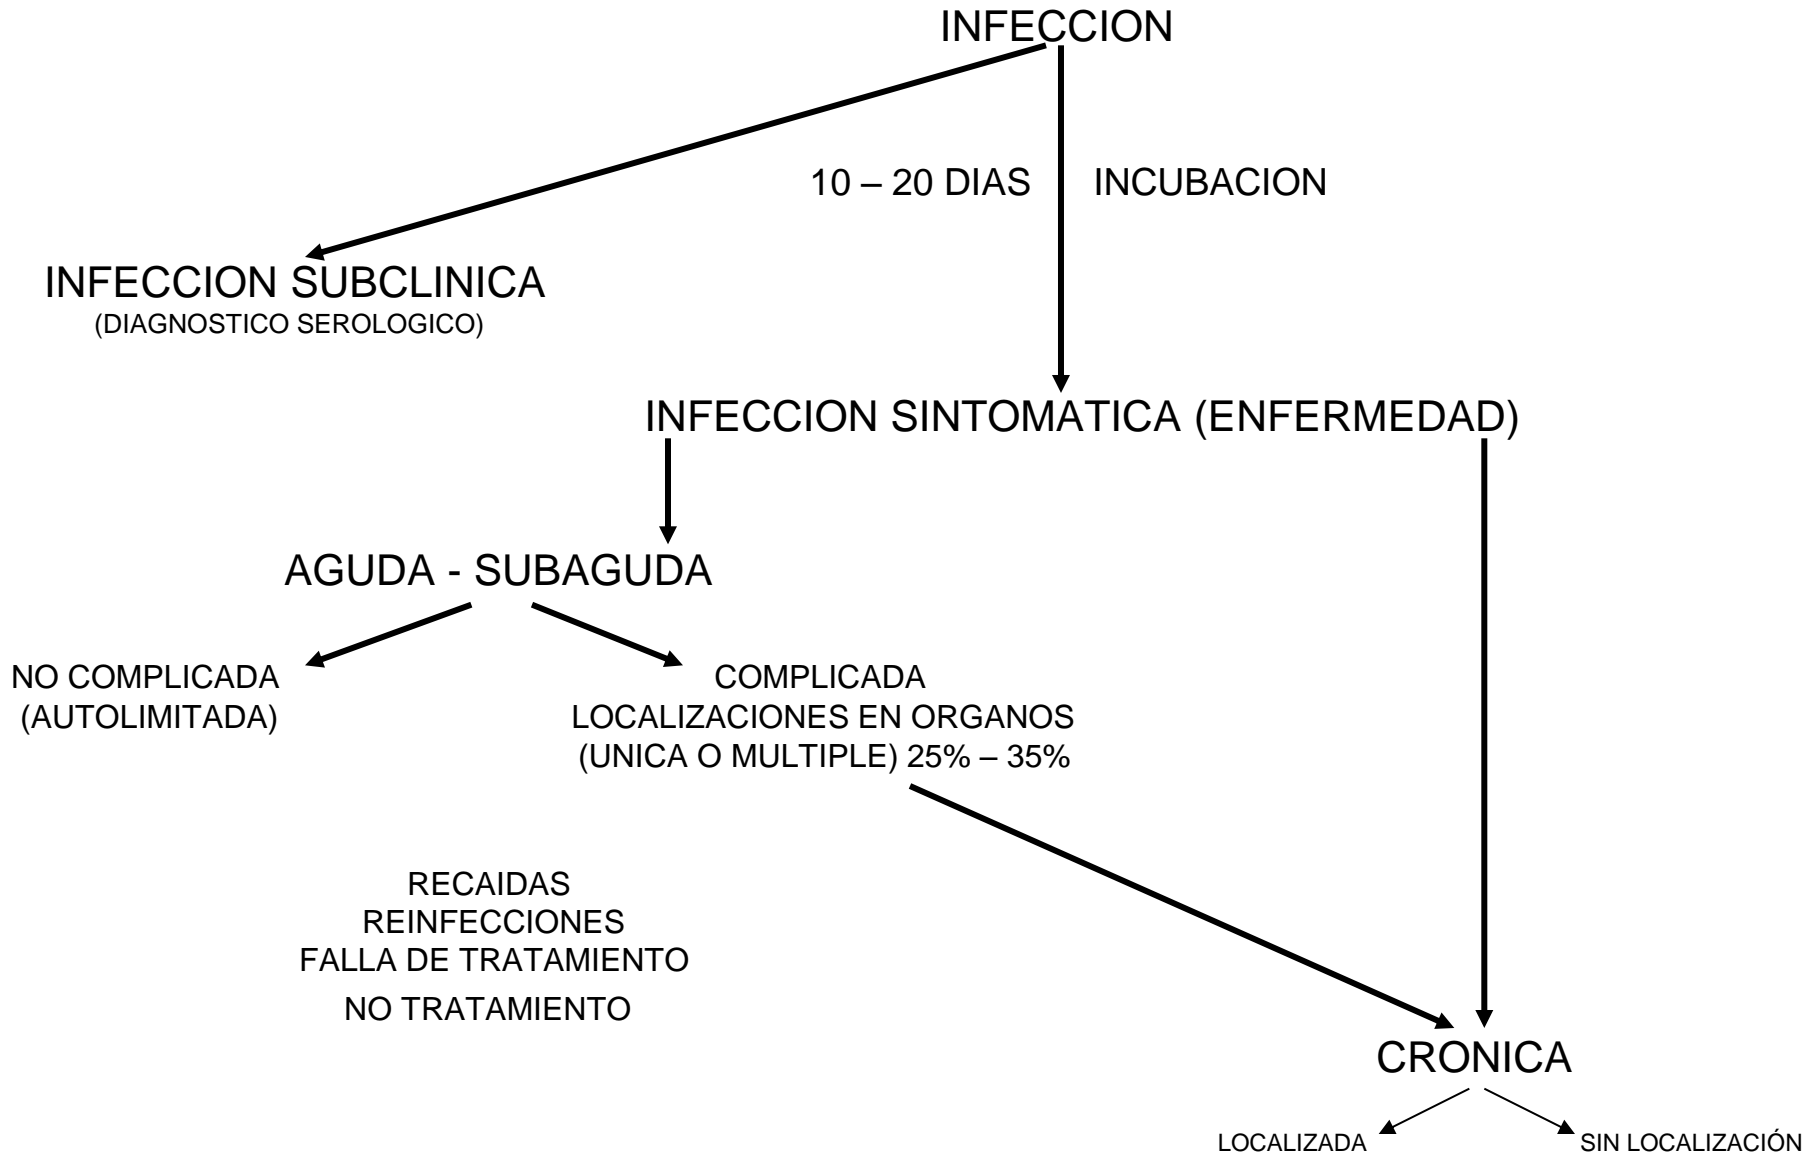 INFECCION
10 – 20 DIAS INCUBACION
INFECCION SUBCLINICA
(DIAGNOSTICO SEROLOGICO)
INFECCION SINTOMATICA (ENFERMEDAD)
AGUDA - SUBAGUDA
NO COMPLICADA
(AUTOLIMITADA)
COMPLICADA
LOCALIZACIONES EN ORGANOS
(UNICA O MULTIPLE) 25% – 35%
RECAIDAS
REINFECCIONES
FALLA DE TRATAMIENTO
NO TRATAMIENTO
CRONICA
LOCALIZADA
SIN LOCALIZACIÓN